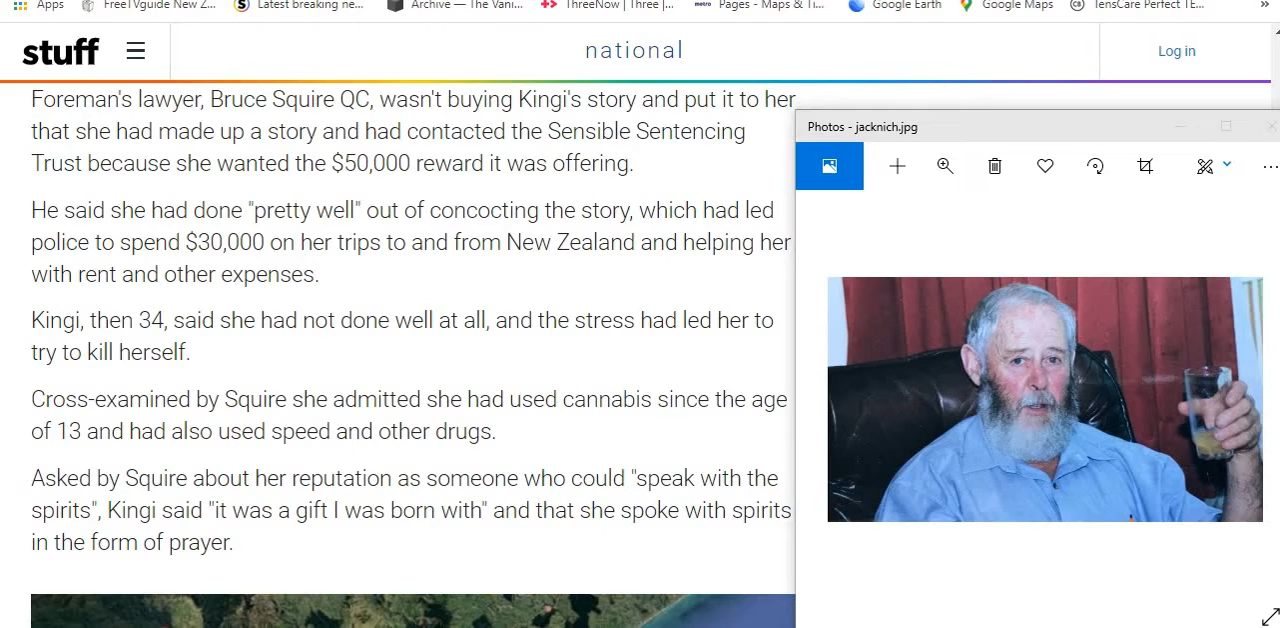 Apps FreeTVguide New Z... Latest breaking ne... Archive — The Vani... ThreeNow | Three |... metro Pages - Maps & Ti... Google Earth Google Maps TensCare Perfect TE... »
stuff
national
Log in
Foreman's lawyer, Bruce Squire QC, wasn't buying Kingi's story and put it to her
that she had made up a story and had contacted the Sensible Sentencing
Trust because she wanted the $50,000 reward it was offering.
He said she had done "pretty well" out of concocting the story, which had led
police to spend $30,000 on her trips to and from New Zealand and helping her
with rent and other expenses.
Kingi, then 34, said she had not done well at all, and the stress had led her to
try to kill herself.
Cross-examined by Squire she admitted she had used cannabis since the age
of 13 and had also used speed and other drugs.
Asked by Squire about her reputation as someone who could "speak with the
spirits", Kingi said "it was a gift I was born with" and that she spoke with spirits
in the form of prayer.
Photos - jacknich.jpg